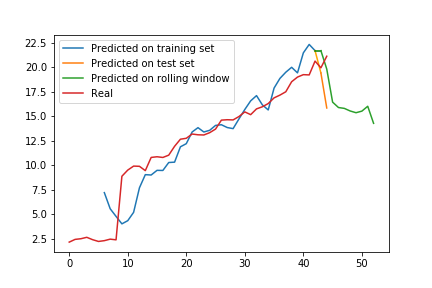 22.5
20.0
17.5
15.0
12.5
10.0
7.5
5.0
2.5
Predicted on training set
Predicted on test set
Predicted on rolling window
Real
0 10 20 30 40 50